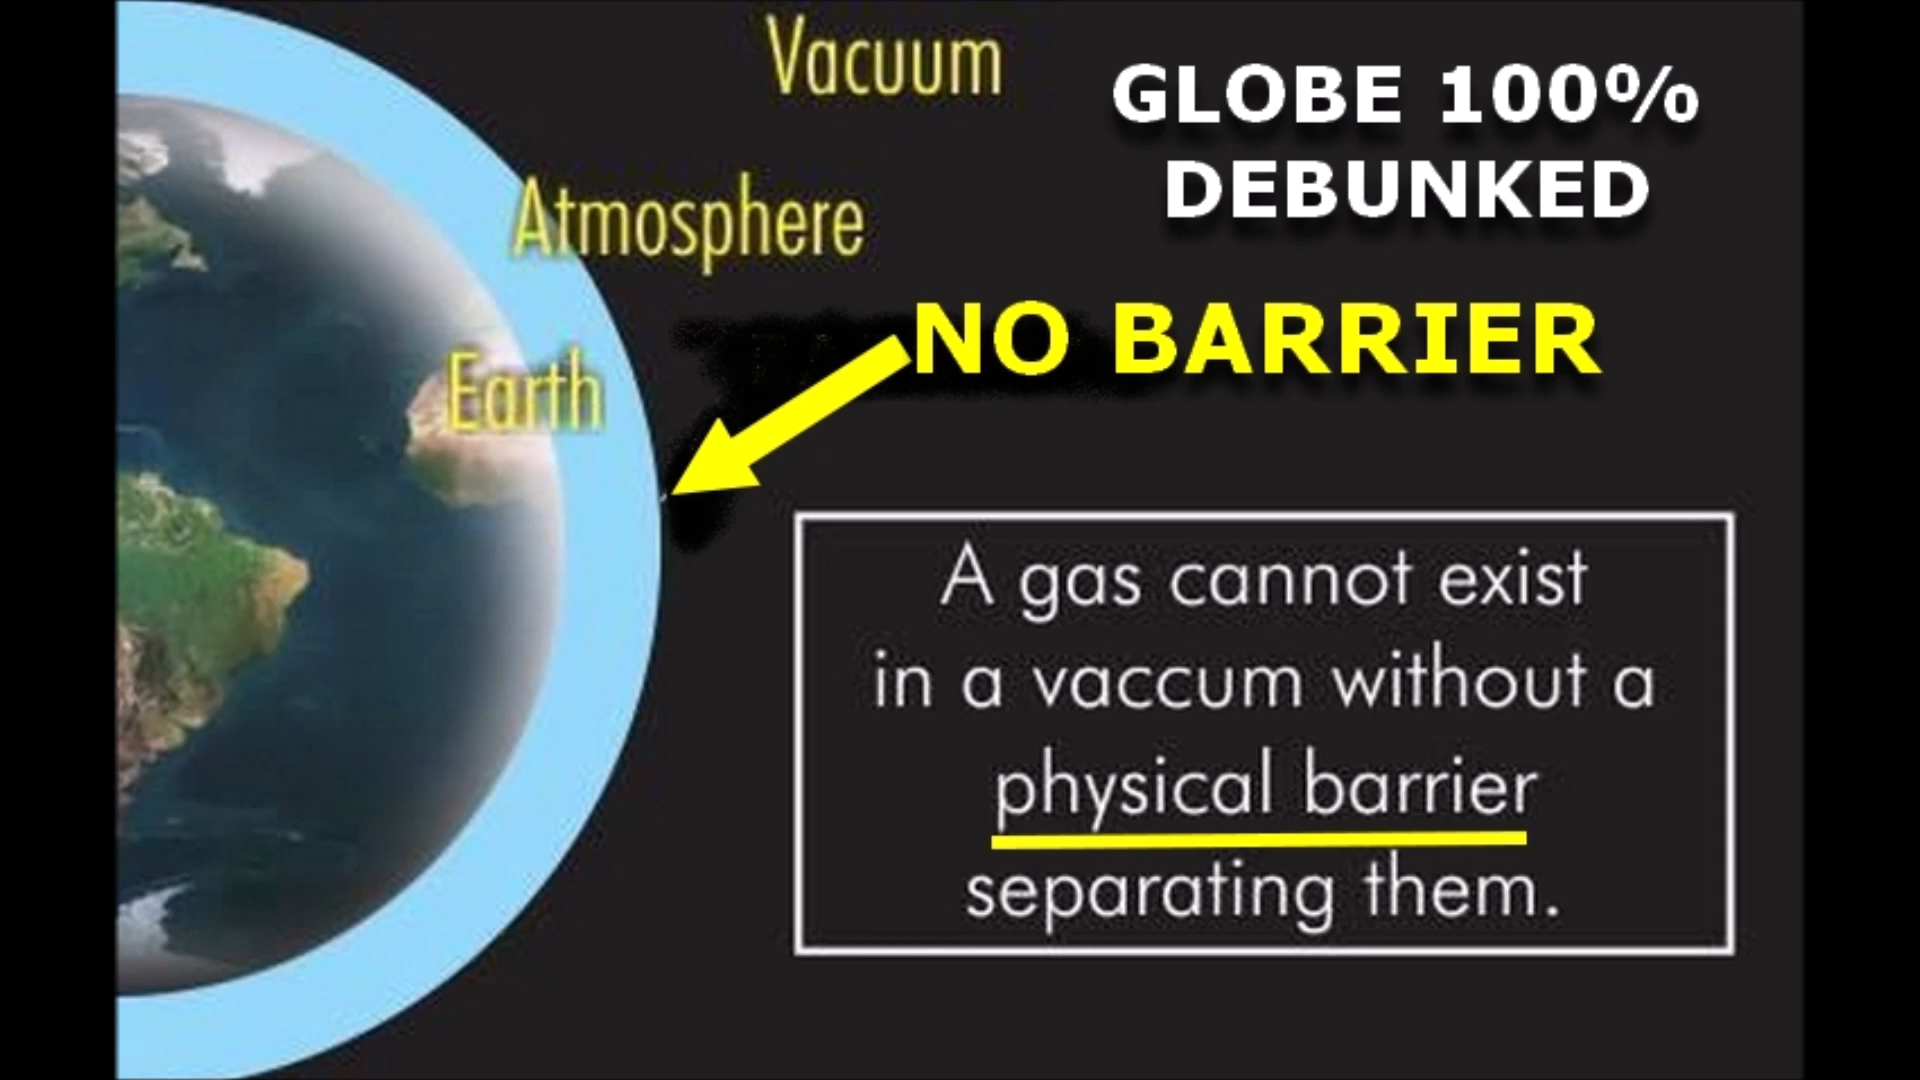 Vacuum
GLOBE 100%
DEBUNKED
Atmosphere
NO BARRIER
Earth
A gas cannot exist
in a vaccum without a
physical barrier
separating them.